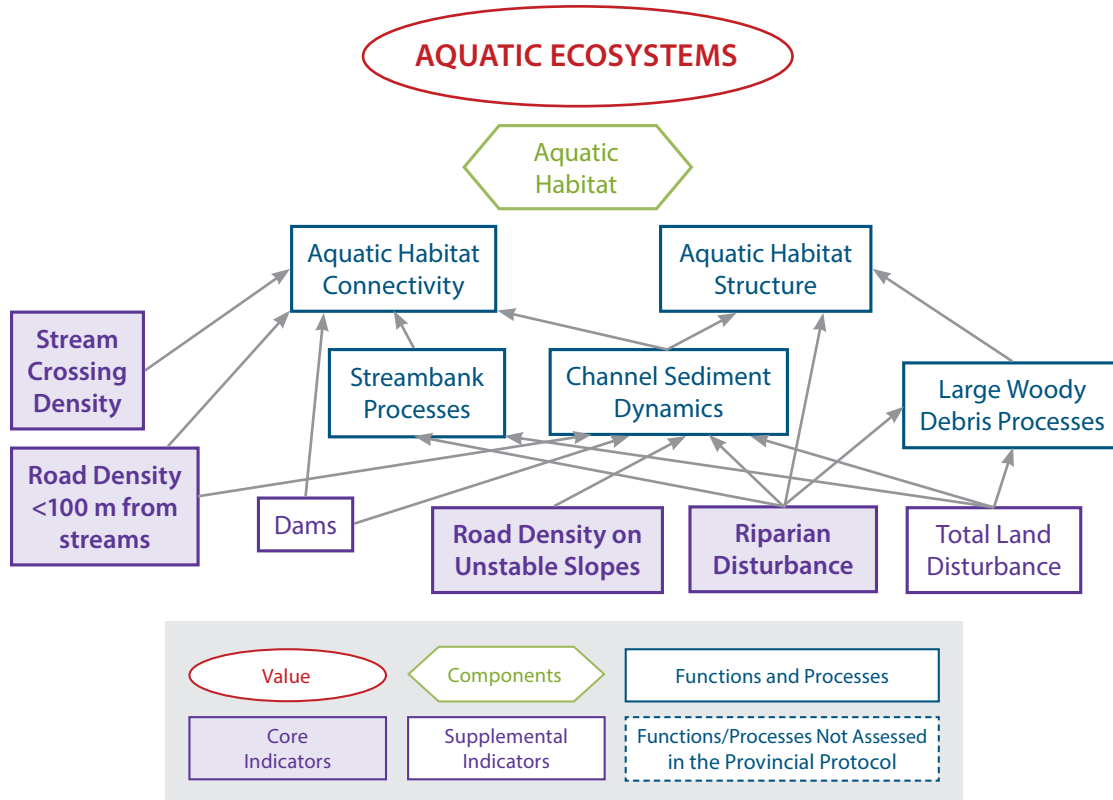 AQUATIC ECOSYSTEMS
Aquatic
Habitat
Aquatic Habitat
Connectivity
Aquatic Habitat
Structure
Stream
Crossing
Density
Streambank
Processes
Channel Sediment
Dynamics
Large Woody
Debris Processes
Road Density
<100 m from
streams
Dams
Road Density on
Unstable Slopes
Riparian
Disturbance
Total Land
Disturbance
Value
Components
Functions and Processes
Core
Indicators
Supplemental
Indicators
Functions/Processes Not Assessed
in the Provincial Protocol